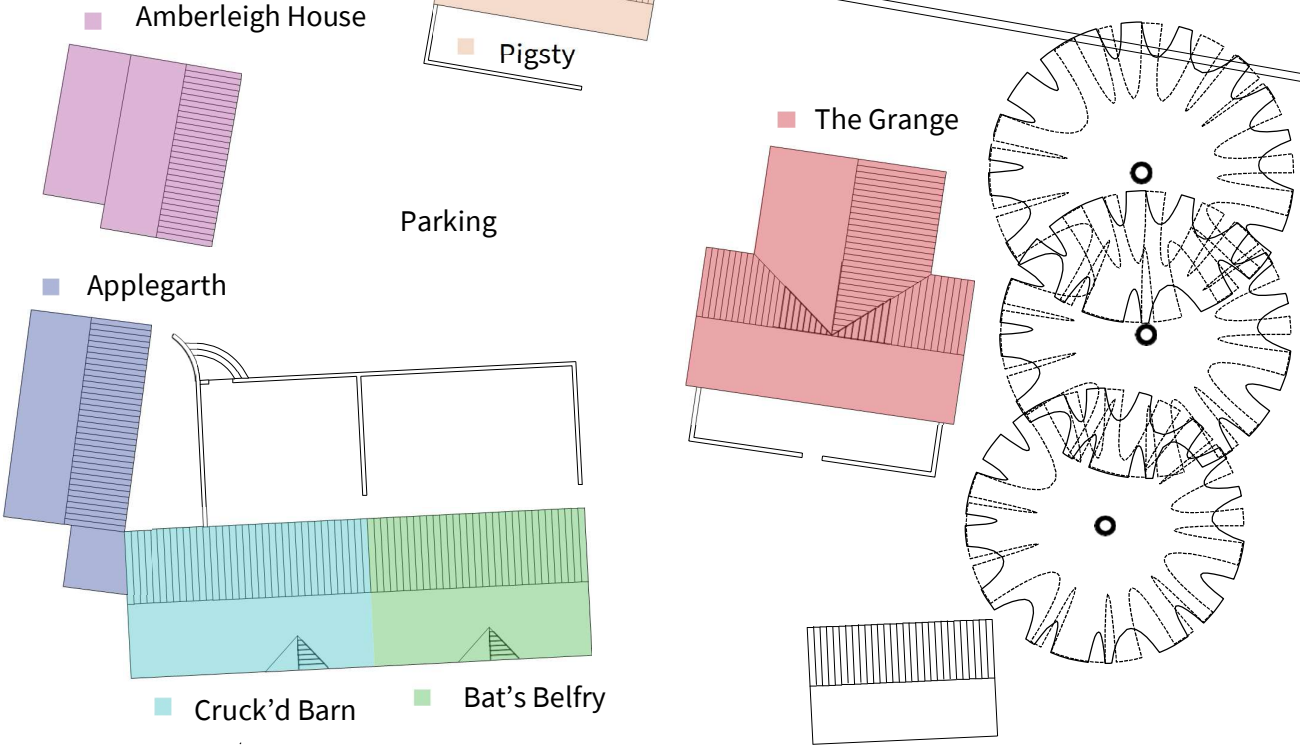 Amberleigh House
Pigsty
The Grange
Parking
Applegarth
Cruck’d Barn
Bat’s Belfry